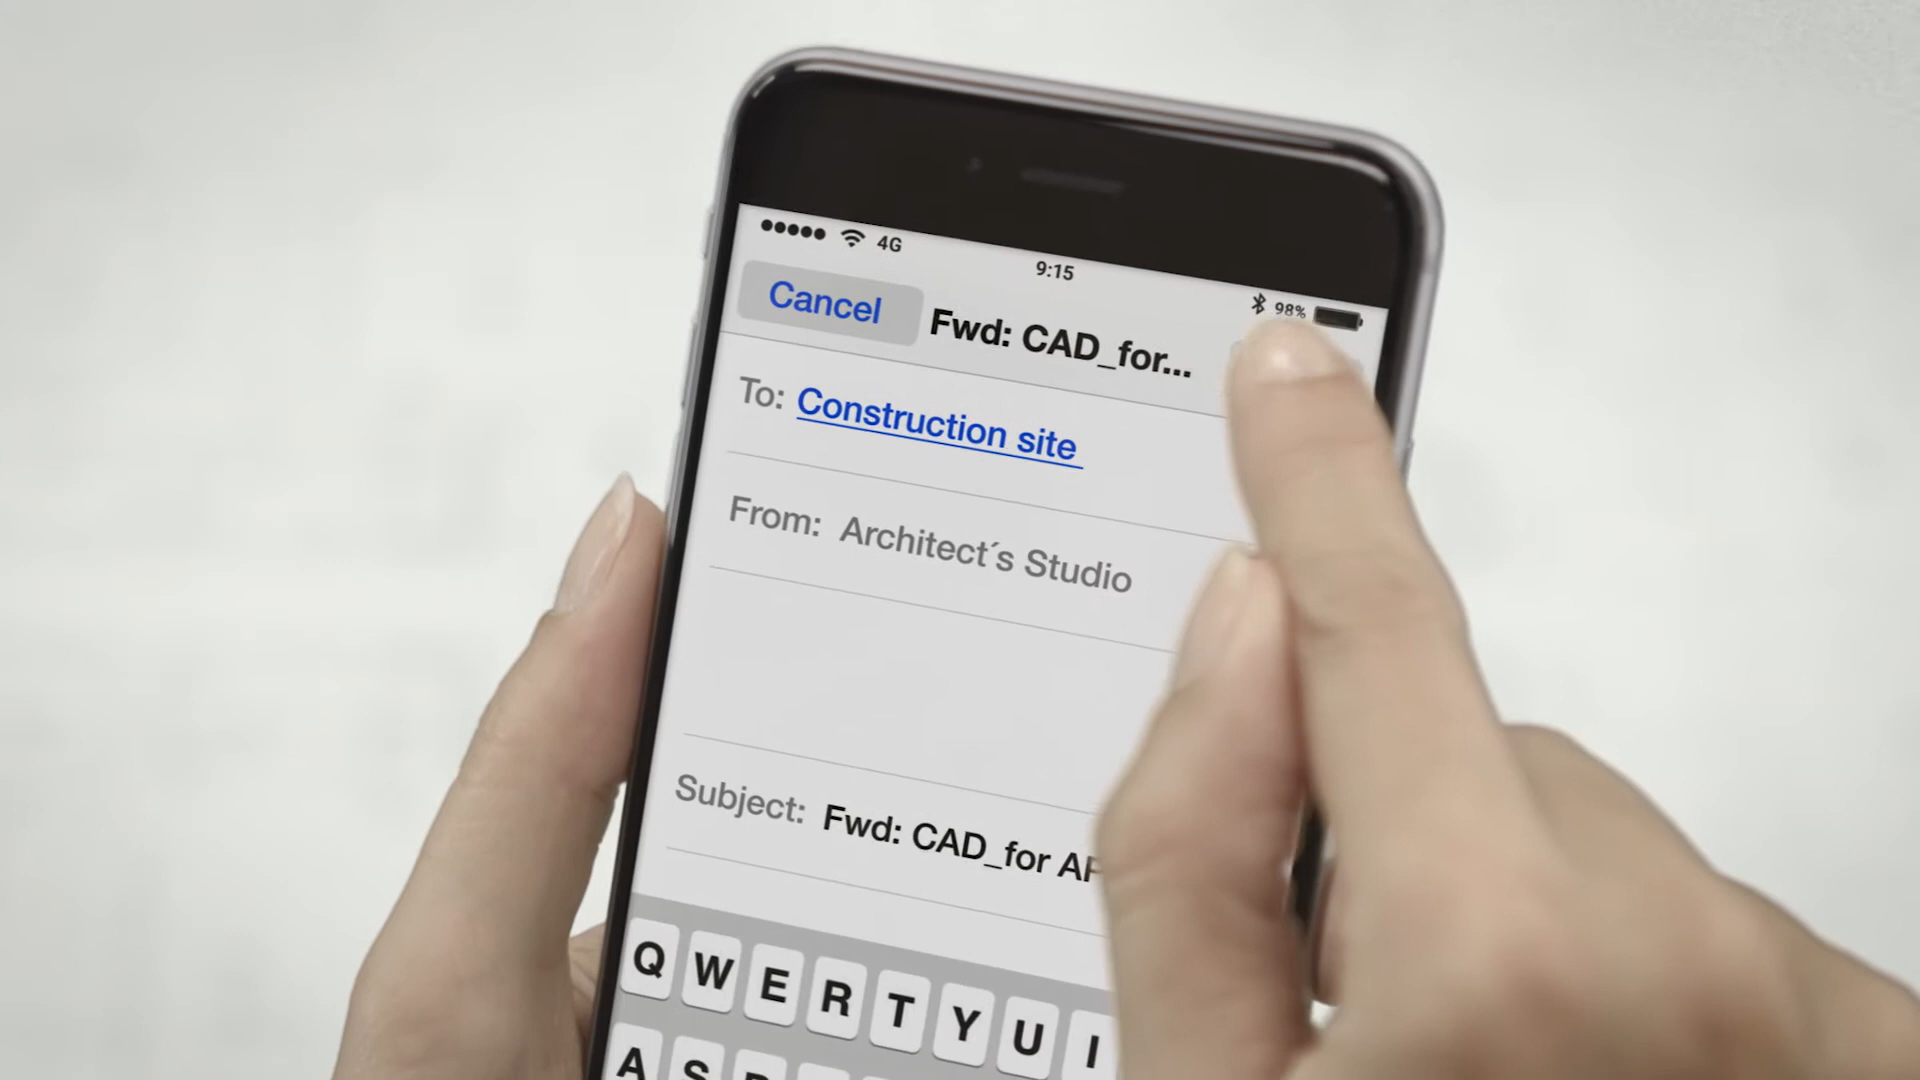 4G
9:15
98%
Cancel
Fwd: CAD_for...
To: Construction site
From: Architect´s Studio
Subject: Fwd: CAD_for
Q W E R T Y U I
A S